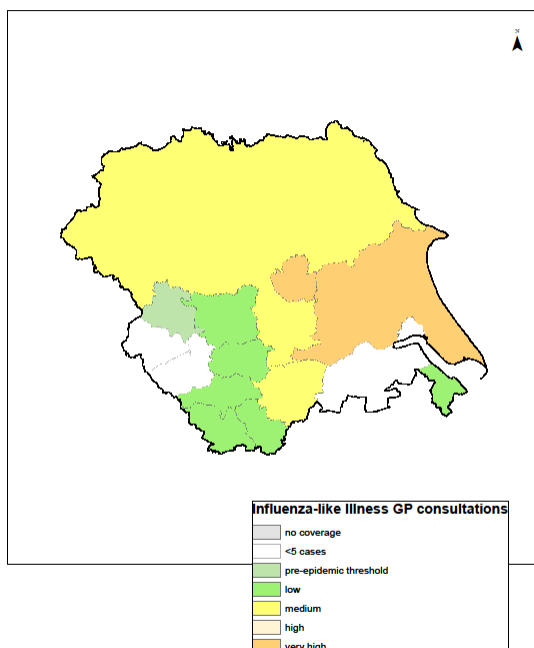 N
Influenza-like Illness GP consultations
no coverage
<5 cases
pre-epidemic threshold
low
medium
high
very high